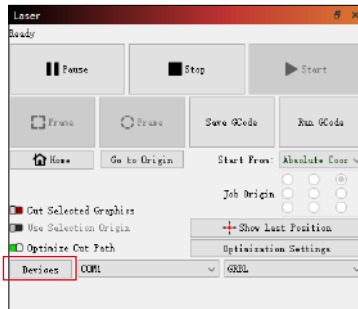 Laser
Ready
Pause
Stop
Start
Frame
Frame
Save GCode
Run GCode
Home
Go to Origin
Start From:
Absolute Coor
Job Origin
Cut Selected Graphics
Use Selection Origin
Show Last Position
Optimize Cut Path
Optimization Settings
Devices
COM1
GRBL